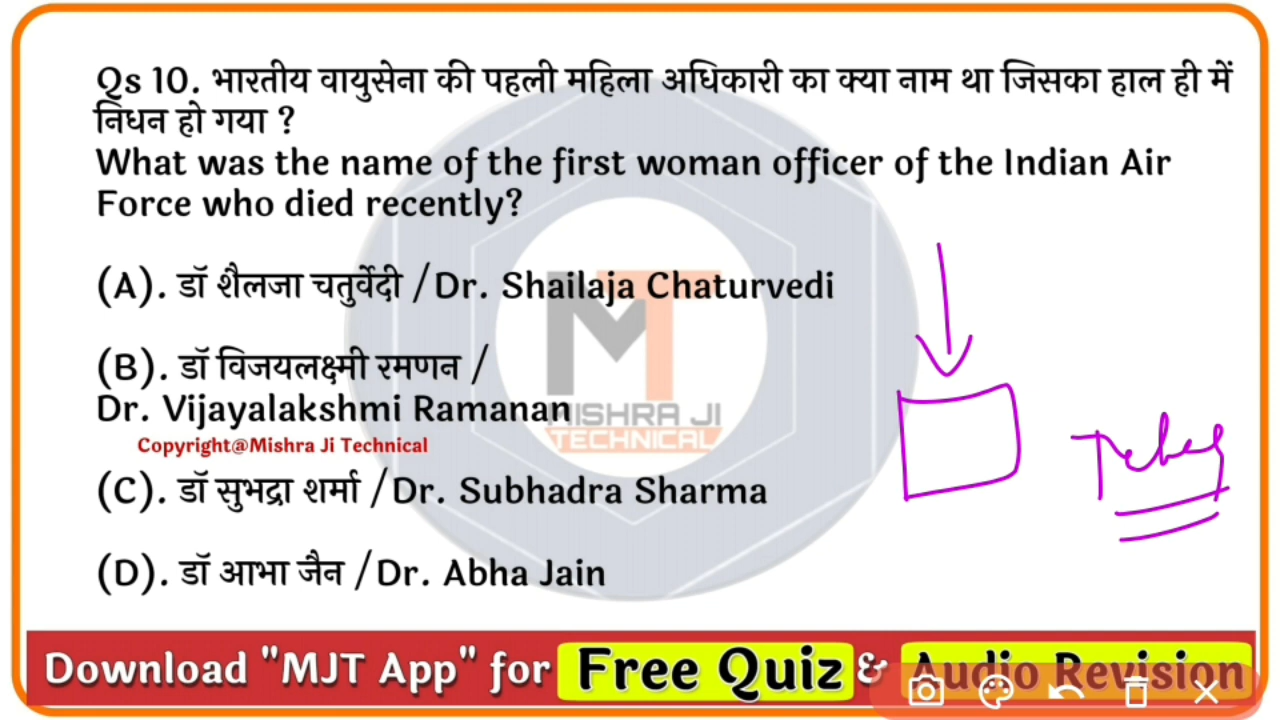 Qs 10. भारतीय वायुसेना की पहली महिला अधिकारी का क्या नाम था जिसका हाल ही में
निधन हो गया ?
What was the name of the first woman officer of the Indian Air
Force who died recently?
(A). डॉ शैलजा चतुर्वेदी / Dr. Shailaja Chaturvedi
(B). डॉ विजयलक्ष्मी रमणन /
Dr. Vijayalakshmi Ramanan
MISHRA JI
TECHNICAL
Copyright@Mishra Ji Technical
(C). डॉ सुभद्रा शर्मा / Dr. Subhadra Sharma
(D). डॉ आभा जैन / Dr. Abha Jain
Download "MJT App" for Free Quiz & Audio Revision